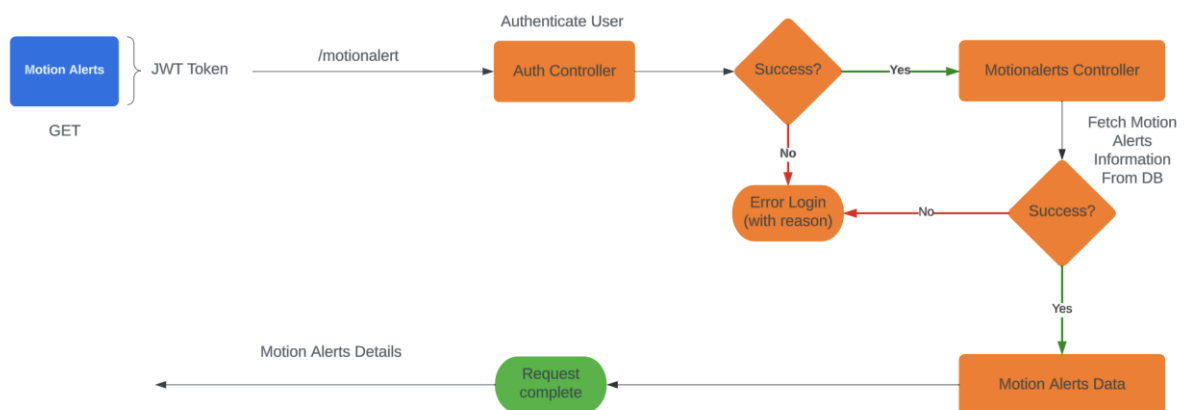 Motion Alerts
JWT Token
GET
/motionalert
Authenticate User
Auth Controller
Success?
Yes
Motionalerts Controller
No
Error Login
(with reason)
Fetch Motion
Alerts
Information
From DB
Success?
No
Yes
Motion Alerts Data
Request
complete
Motion Alerts Details